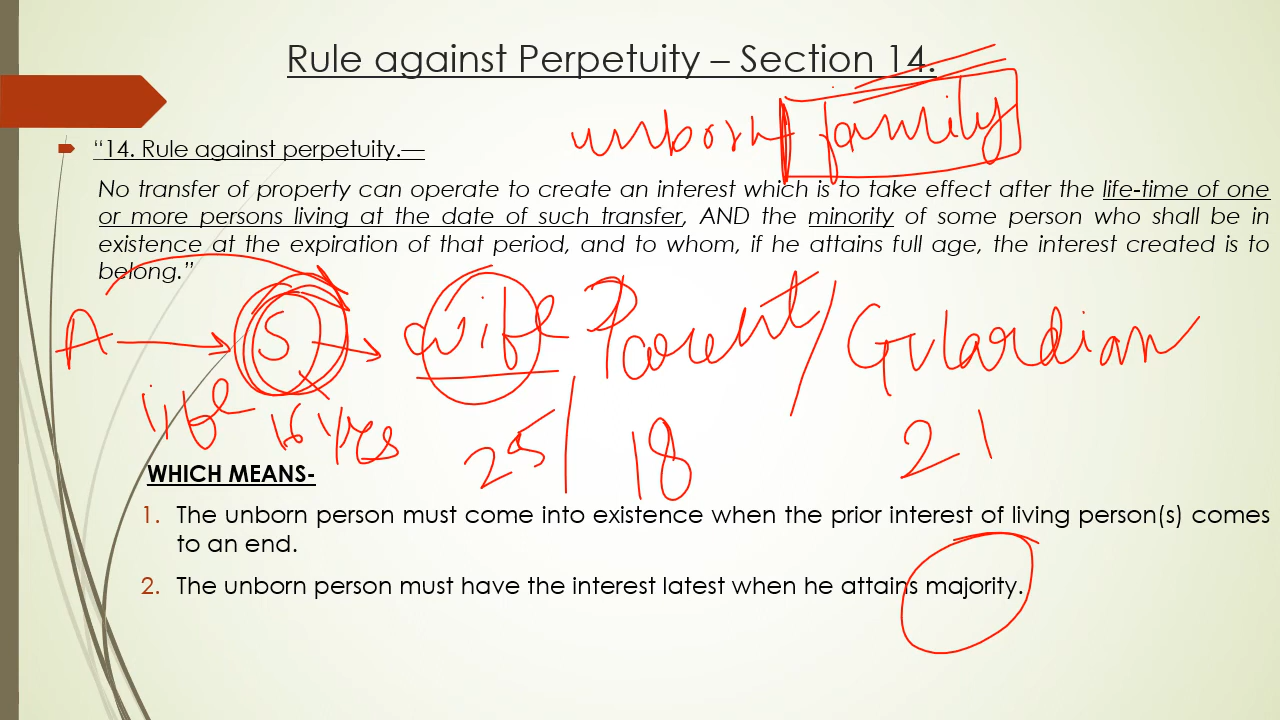 Rule against Perpetuity – Section 14.
unborn family
“14. Rule against perpetuity.—
No transfer of property can operate to create an interest which is to take effect after the life-time of one
or more persons living at the date of such transfer, AND the minority of some person who shall be in
existence at the expiration of that period, and to whom, if he attains full age, the interest created is to
belong.”
A S wife Parent/ Guardian
life 16 yrs 25 18 21
WHICH MEANS-
1. The unborn person must come into existence when the prior interest of living person(s) comes
to an end.
2. The unborn person must have the interest latest when he attains majority.